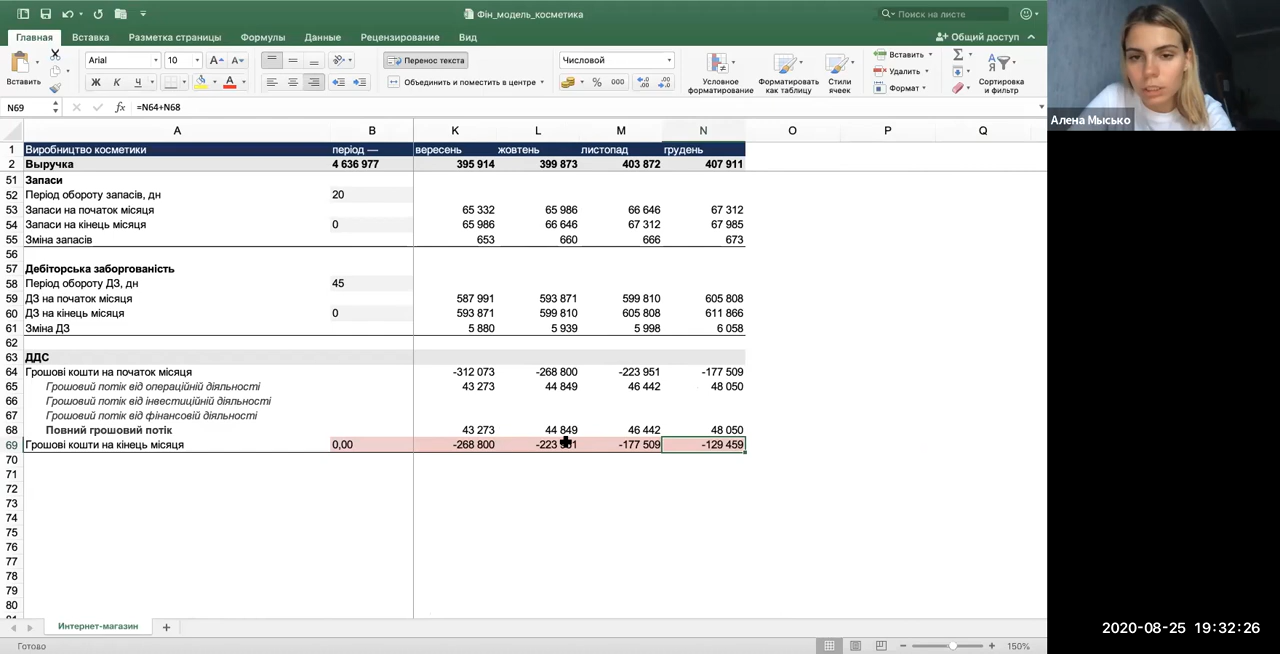 Фін_модель_косметика
Поиск на листе
Главная Вставка Разметка страницы Формулы Данные Рецензирование Вид Общий доступ
Вставить Arial 10 Перенос текста Числовой Вставить
Ж К Ч Объединить и поместить в центре % 000 Условное форматирование Форматировать как таблицу Стили ячеек Удалить Формат Сортировка и фильтр
N69 fx =N64+N68
A B K L M N O P Q
1 Виробництво косметики період — вересень жовтень листопад грудень
2 Выручка 4 636 977 395 914 399 873 403 872 407 911
51 Запаси
52 Період обороту запасів, дн 20
53 Запаси на початок місяця 65 332 65 986 66 646 67 312
54 Запаси на кінець місяця 0 65 986 66 646 67 312 67 985
55 Зміна запасів 653 660 666 673
56
57 Дебіторська заборгованість
58 Період обороту ДЗ, дн 45
59 ДЗ на початок місяця 587 991 593 871 599 810 605 808
60 ДЗ на кінець місяця 0 593 871 599 810 605 808 611 866
61 Зміна ДЗ 5 880 5 939 5 998 6 058
62
63 ДДС
64 Грошові кошти на початок місяця -312 073 -268 800 -223 951 -177 509
65 Грошовий потік від операційній діяльності 43 273 44 849 46 442 48 050
66 Грошовий потік від інвестиційній діяльності
67 Грошовий потік від фінансовій діяльності
68 Повний грошовий потік 43 273 44 849 46 442 48 050
69 Грошові кошти на кінець місяця 0,00 -268 800 -223 -177 509 -129 459
70
71
72
73
74
75
76
77
78
79
80
Интернет-магазин
Готово 150%
Алена Мысько
2020-08-25 19:32:26